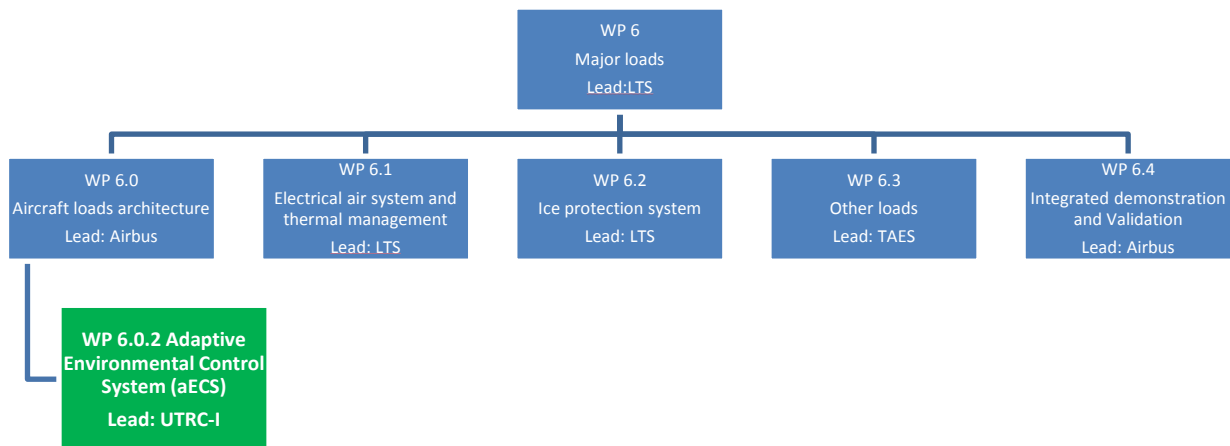 WP 6
Major loads
Lead:LTS
WP 6.0
Aircraft loads architecture
Lead: Airbus
WP 6.1
Electrical air system and
thermal management
Lead: LTS
WP 6.2
Ice protection system
Lead: LTS
WP 6.3
Other loads
Lead: TAES
WP 6.4
Integrated demonstration
and Validation
Lead: Airbus
WP 6.0.2 Adaptive
Environmental Control
System (aECS)
Lead: UTRC-I